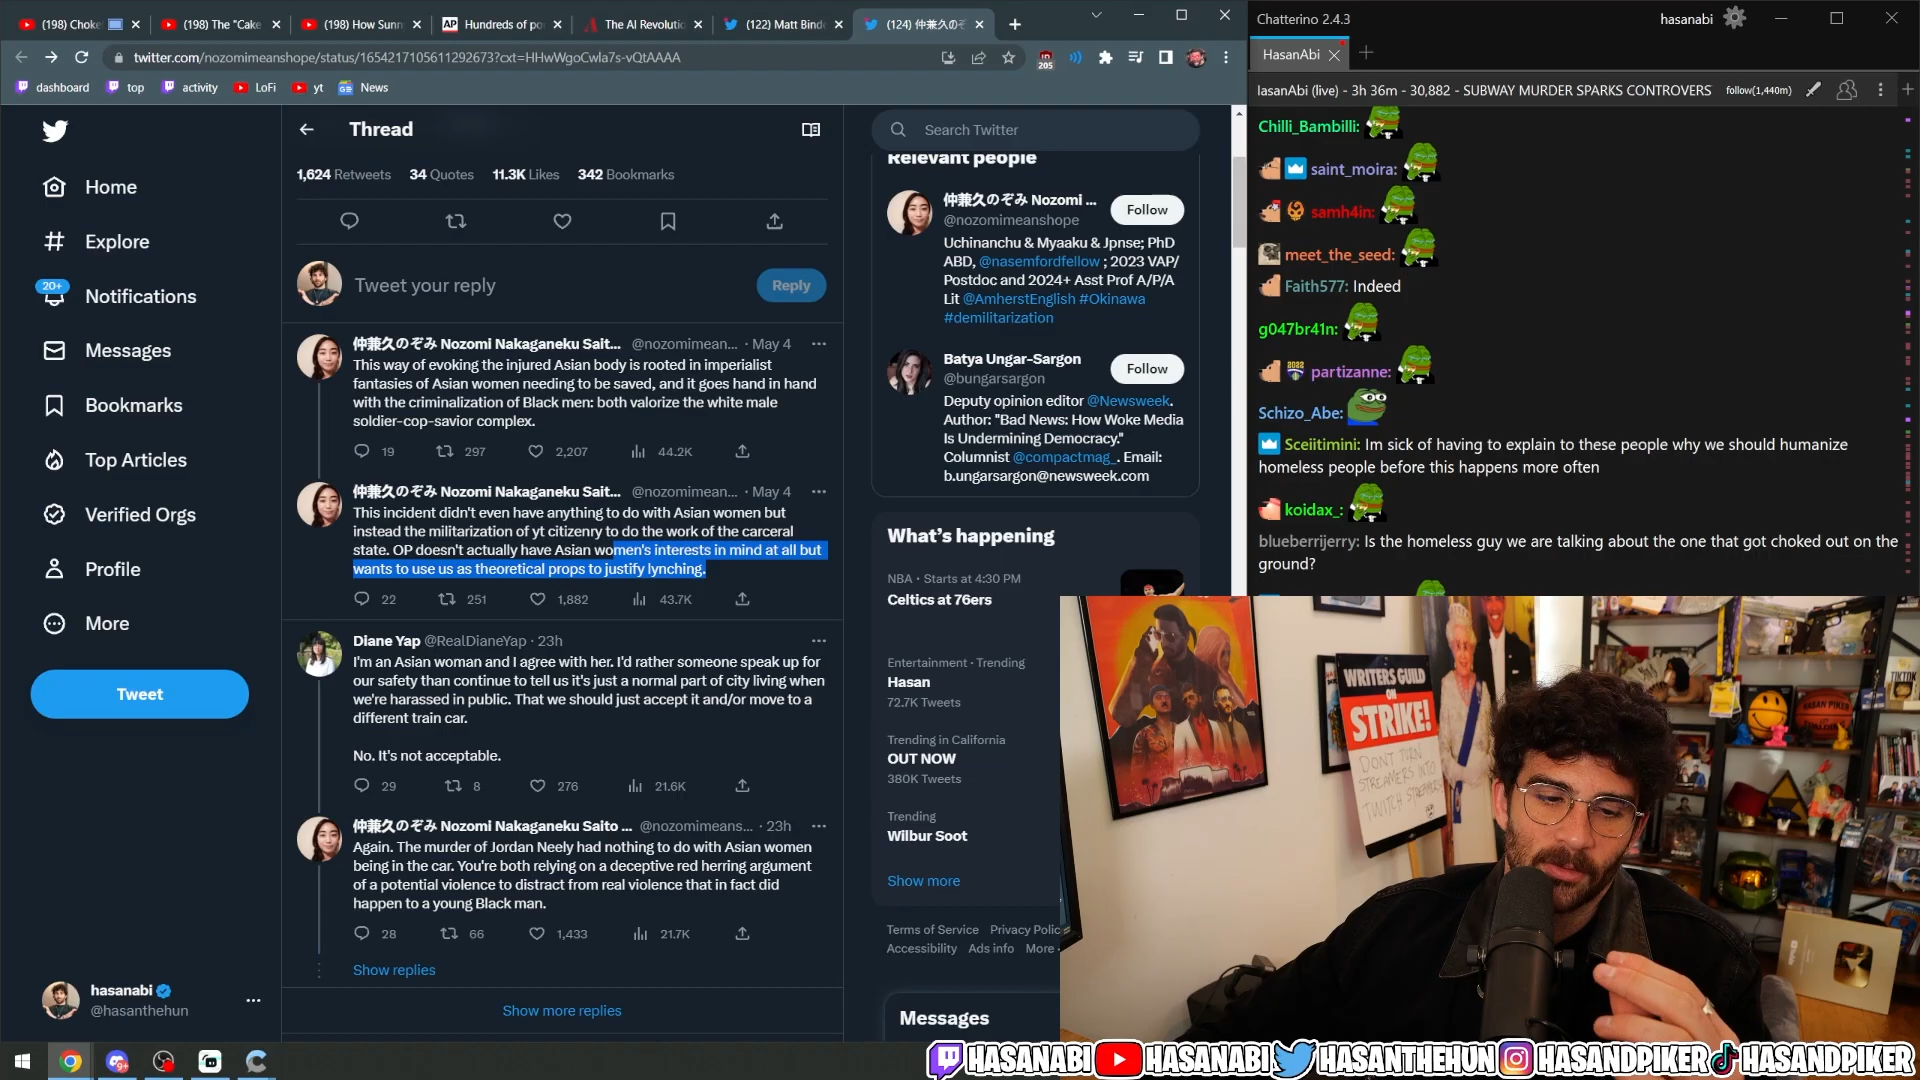 (198) Choke
(198) The "Cake
(198) How Sunn
Hundreds of po
The AI Revolutic
(122) Matt Binde
(124) 仲兼久のぞ
twitter.com/nozomimeanshope/status/1654217105611292673?cxt=HHwWgoCwla7s-vQtAAAA
205
dashboard
top
activity
LoFi
yt
News
Home
Explore
20+
Notifications
Messages
Bookmarks
Top Articles
Verified Orgs
Profile
More
Tweet
hasanabi
@hasanthehun
Thread
1,624 Retweets 34 Quotes 11.3K Likes 342 Bookmarks
Tweet your reply
Reply
仲兼久のぞみ Nozomi Nakaganeku Sait... @nozomimean... · May 4
This way of evoking the injured Asian body is rooted in imperialist
fantasies of Asian women needing to be saved, and it goes hand in hand
with the criminalization of Black men: both valorize the white male
soldier-cop-savior complex.
19 297 2,207 44.2K
仲兼久のぞみ Nozomi Nakaganeku Sait... @nozomimean... · May 4
This incident didn't even have anything to do with Asian women but
instead the militarization of yt citizenry to do the work of the carceral
state. OP doesn't actually have Asian women's interests in mind at all but
wants to use us as theoretical props to justify lynching.
22 251 1,882 43.7K
Diane Yap @RealDianeYap · 23h
I'm an Asian woman and I agree with her. I'd rather someone speak up for
our safety than continue to tell us it's just a normal part of city living when
we're harassed in public. That we should just accept it and/or move to a
different train car.
No. It's not acceptable.
29 8 276 21.6K
仲兼久のぞみ Nozomi Nakaganeku Saito ... @nozomimeans... · 23h
Again. The murder of Jordan Neely had nothing to do with Asian women
being in the car. You're both relying on a deceptive red herring argument
of a potential violence to distract from real violence that in fact did
happen to a young Black man.
28 66 1,433 21.7K
Show replies
Show more replies
Search Twitter
Relevant people
仲兼久のぞみ Nozomi ...
@nozomimeanshope
Follow
Uchinanchu & Myaaku & Jpnse; PhD
ABD, @nasemfordfellow ; 2023 VAP/
Postdoc and 2024+ Asst Prof A/P/A
Lit @AmherstEnglish #Okinawa
#demilitarization
Batya Ungar-Sargon
@bungarsargon
Follow
Deputy opinion editor @Newsweek.
Author: "Bad News: How Woke Media
Is Undermining Democracy."
Columnist @compactmag_. Email:
b.ungarsargon@newsweek.com
What's happening
NBA · Starts at 4:30 PM
Celtics at 76ers
Entertainment · Trending
Hasan
72.7K Tweets
Trending in California
OUT NOW
380K Tweets
Trending
Wilbur Soot
Show more
Terms of Service Privacy Polic
Accessibility Ads info More
Messages
Chatterino 2.4.3
hasanabi
HasanAbi
lasanAbi (live) - 3h 36m - 30,882 - SUBWAY MURDER SPARKS CONTROVERS
follow(1,440m)
Chilli_Bambilli:
saint_moira:
samh4in:
meet_the_seed:
Faith577: Indeed
g047br41n:
2022
partizanne:
Schizo_Abe:
Sceiitimini: Im sick of having to explain to these people why we should humanize
homeless people before this happens more often
koidax_:
blueberrijerry: Is the homeless guy we are talking about the one that got choked out on the
ground?
WRITERS GUILD
ON
STRIKE!
DONT TURN
STREAMERS INTO
TWITCH STREAMERS
TIKTOK
HASAN PIKER
HASANABI
HASANABI
HASANTHEHUN
HASANDPIKER
HASANDPIKER